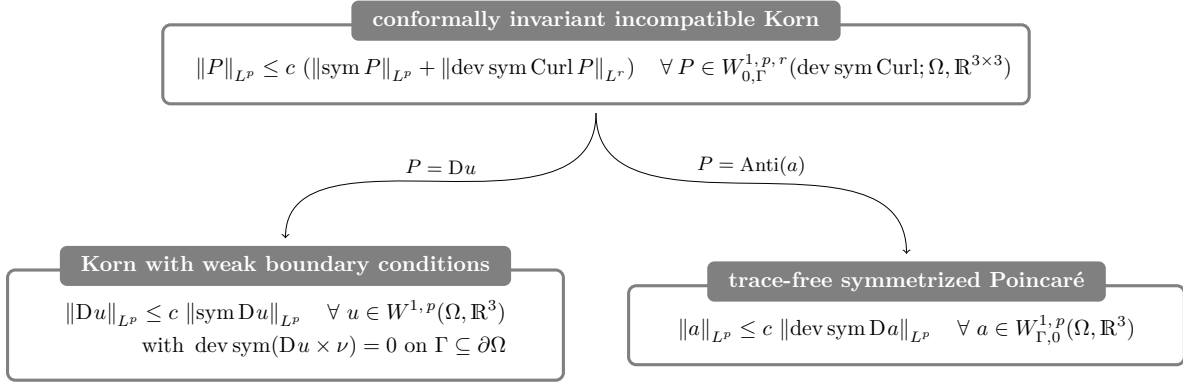 conformally invariant incompatible Korn
‖P‖_{L^p} ≤ c (‖sym P‖_{L^p} + ‖dev sym Curl P‖_{L^r}) ∀ P ∈ W^{1, p, r}_{0,Γ}(dev sym Curl; Ω, ℝ^{3×3})
P = Du
P = Anti(a)
Korn with weak boundary conditions
‖Du‖_{L^p} ≤ c ‖sym Du‖_{L^p} ∀ u ∈ W^{1, p}(Ω, ℝ^3)
with dev sym(Du × ν) = 0 on Γ ⊆ ∂Ω
trace-free symmetrized Poincaré
‖a‖_{L^p} ≤ c ‖dev sym Da‖_{L^p} ∀ a ∈ W^{1, p}_{Γ,0}(Ω, ℝ^3)